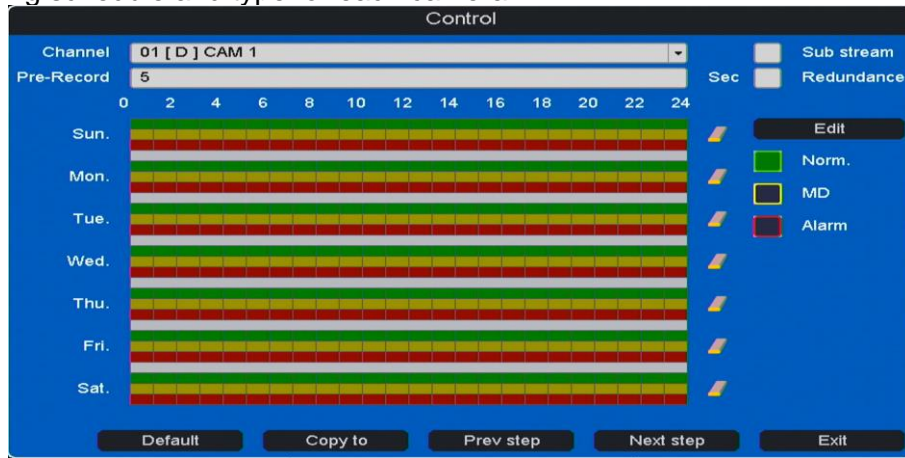 Control
Channel 01 [ D ] CAM 1 Sub stream
Pre-Record 5 Sec Redundance
0 2 4 6 8 10 12 14 16 18 20 22 24
Sun. Edit
Norm.
Mon.
MD
Tue. Alarm
Wed.
Thu.
Fri.
Sat.
Default Copy to Prev step Next step Exit